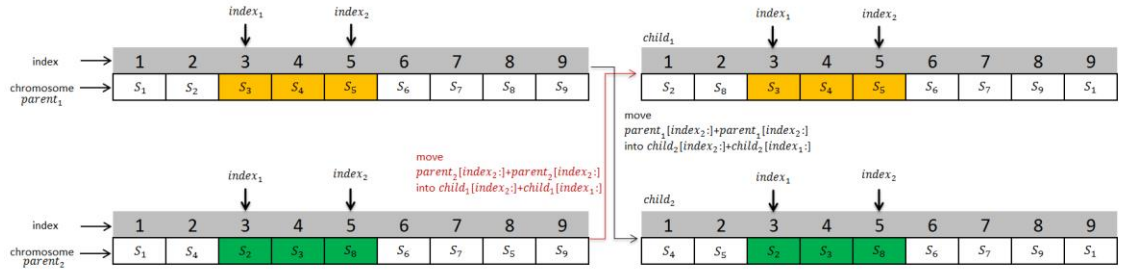 index₁ index₂
index 1 2 3 4 5 6 7 8 9
chromosome
parent₁
S₁ S₂ S₃ S₄ S₅ S₆ S₇ S₈ S₉
index₁ index₂
child₁
1 2 3 4 5 6 7 8 9
S₂ S₈ S₃ S₄ S₅ S₆ S₇ S₉ S₁
move
parent₁[index₂:]+parent₁[index₂:]
into child₂[index₂:]+child₂[index₁:]
move
parent₂[index₂:]+parent₂[index₂:]
into child₁[index₂:]+child₁[index₁:]
index₁ index₂
index 1 2 3 4 5 6 7 8 9
chromosome
parent₂
S₁ S₄ S₂ S₃ S₈ S₆ S₇ S₅ S₉
index₁ index₂
child₂
1 2 3 4 5 6 7 8 9
S₄ S₅ S₂ S₃ S₈ S₆ S₇ S₉ S₁